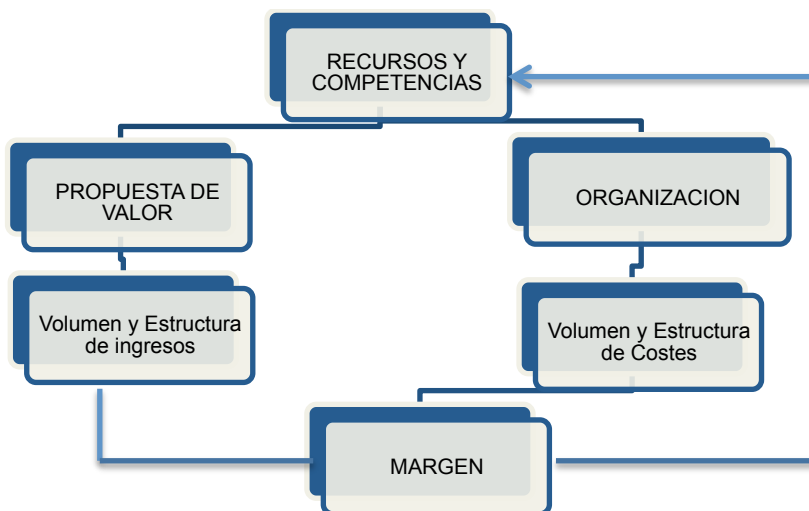 RECURSOS Y
COMPETENCIAS
PROPUESTA DE
VALOR
ORGANIZACION
Volumen y Estructura
de ingresos
Volumen y Estructura
de Costes
MARGEN